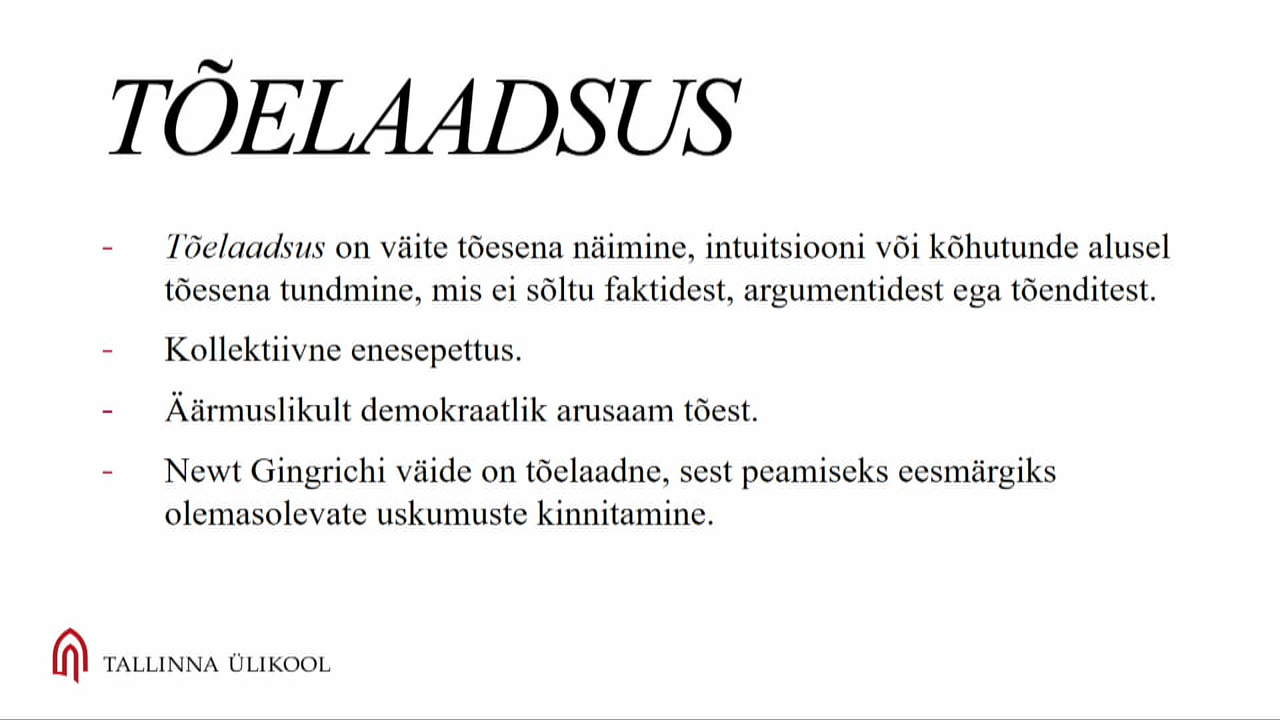 TÕELAADSUS
- Tõelaadsus on väite tõesena näimine, intuitsiooni või kõhutunde alusel
tõesena tundmine, mis ei sõltu faktidest, argumentidest ega tõenditest.
- Kollektiivne enesepettus.
- Äärmuslikult demokraatlik arusaam tõest.
- Newt Gingrichi väide on tõelaadne, sest peamiseks eesmärgiks
olemasolevate uskumuste kinnitamine.
TALLINNA ÜLIKOOL